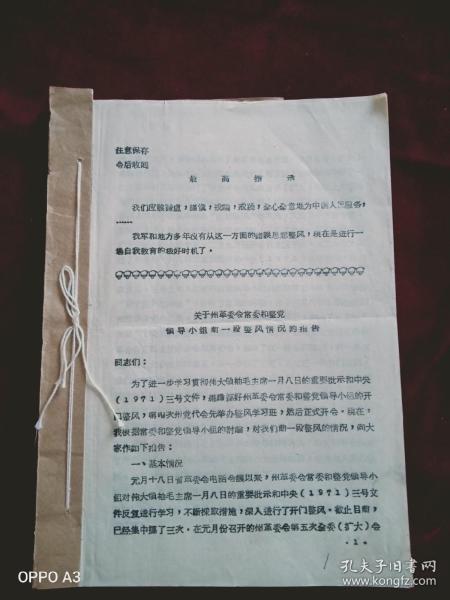 注意保存
会后收回
最高指示
我们应该谦虚，谨慎，戒骄，戒躁，全心全意地为中国人民服务，
……
我军和地方多年没有从这一方面的错误思想整风，现在是进行一
场自我教育的极好时机了。
关于州革委会常委和整党
领导小组前一段整风情况的报告
同志们：
为了进一步学习贯彻伟大领袖毛主席一月八日的重要批示和中央
（1971）三号文件，搞好州革委会常委和整党领导小组的开
门整风，州党代会先举办整风学习班，然后正式开会。现在，
我根据常委和整党领导小组的讨论，对我们前一段整风的情况，向大
家作如下报告：
一、基本情况
元月十八日省革委会电话会议以来，州革委会常委和整党领导小
组对伟大领袖毛主席一月八日的重要批示和中央（1971）三号文
件反复进行学习，不断采取措施，深入进行了开门整风。截止目前，
已经集中搞了三次。在元月份召开的州革委会第五次全委（扩大）会
·1·
1
OPPO A3
孔夫子旧书网
www.kongfz.com